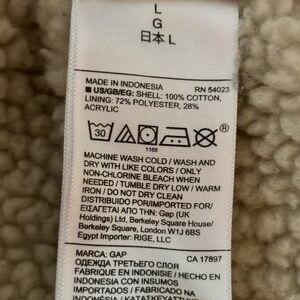 L
G
日本 L
MADE IN INDONESIA RN 54023
■ US/GB/EG: SHELL: 100% COTTON,
LINING: 72% POLYESTER, 28%
ACRYLIC
30
®
1166
MACHINE WASH COLD / WASH AND
DRY WITH LIKE COLORS / ONLY
NON-CHLORINE BLEACH WHEN
NEEDED / TUMBLE DRY LOW / WARM
IRON / DO NOT DRY CLEAN
DISTRIBUIDO POR/IMPORTED FOR/
ΕΙΣΑΓΕΤΑΙ ΑΠΟ ΤΗΝ: Gap (UK
Holdings) Ltd, Berkeley Square House/
Berkeley Square, London W1J 6BS
Egypt Importer: RIGE, LLC
MARCA: GAP CA 17897
ОДЕЖДА ТРЕТЬЕГО СЛОЯ
FABRIQUE EN INDONISIE / HECHO EN
INDONESIA CON INSUMOS
IMPORTADOS / FABRICADO NA